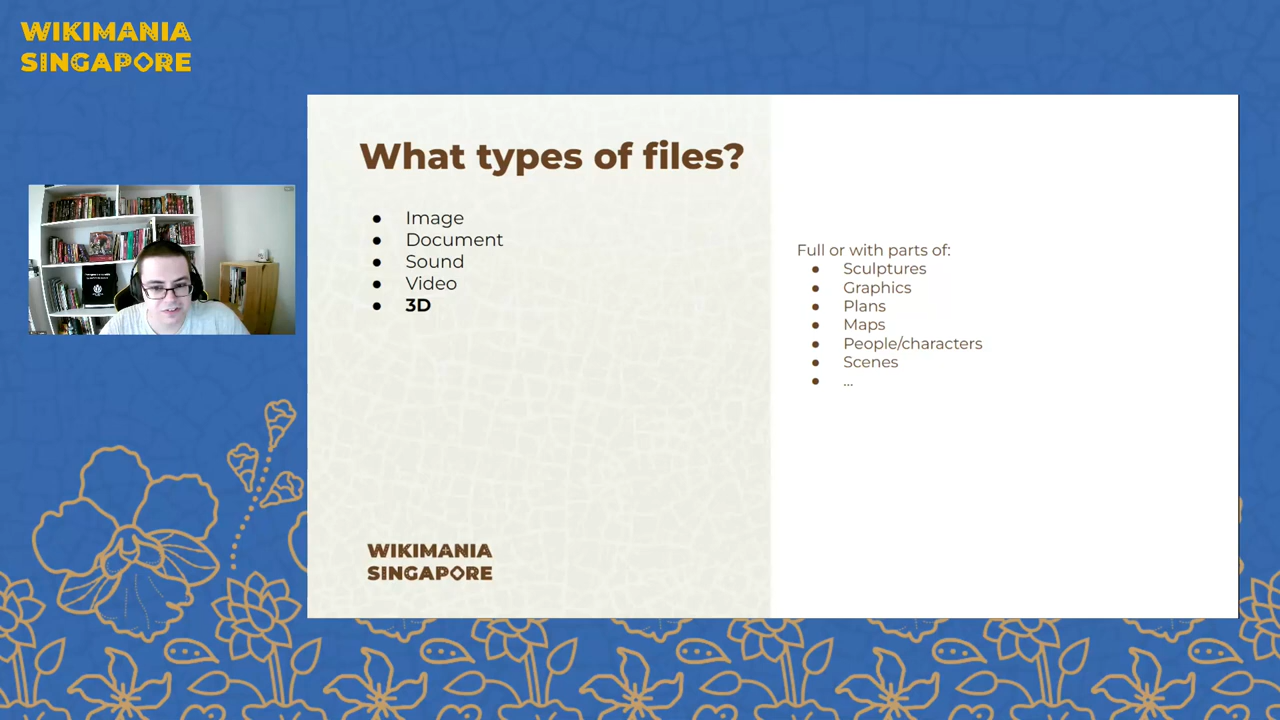 WIKIMANIA
SINGAPORE
What types of files?
● Image
● Document
● Sound
● Video
● 3D
Full or with parts of:
● Sculptures
● Graphics
● Plans
● Maps
● People/characters
● Scenes
● ...
WIKIMANIA
SINGAPORE